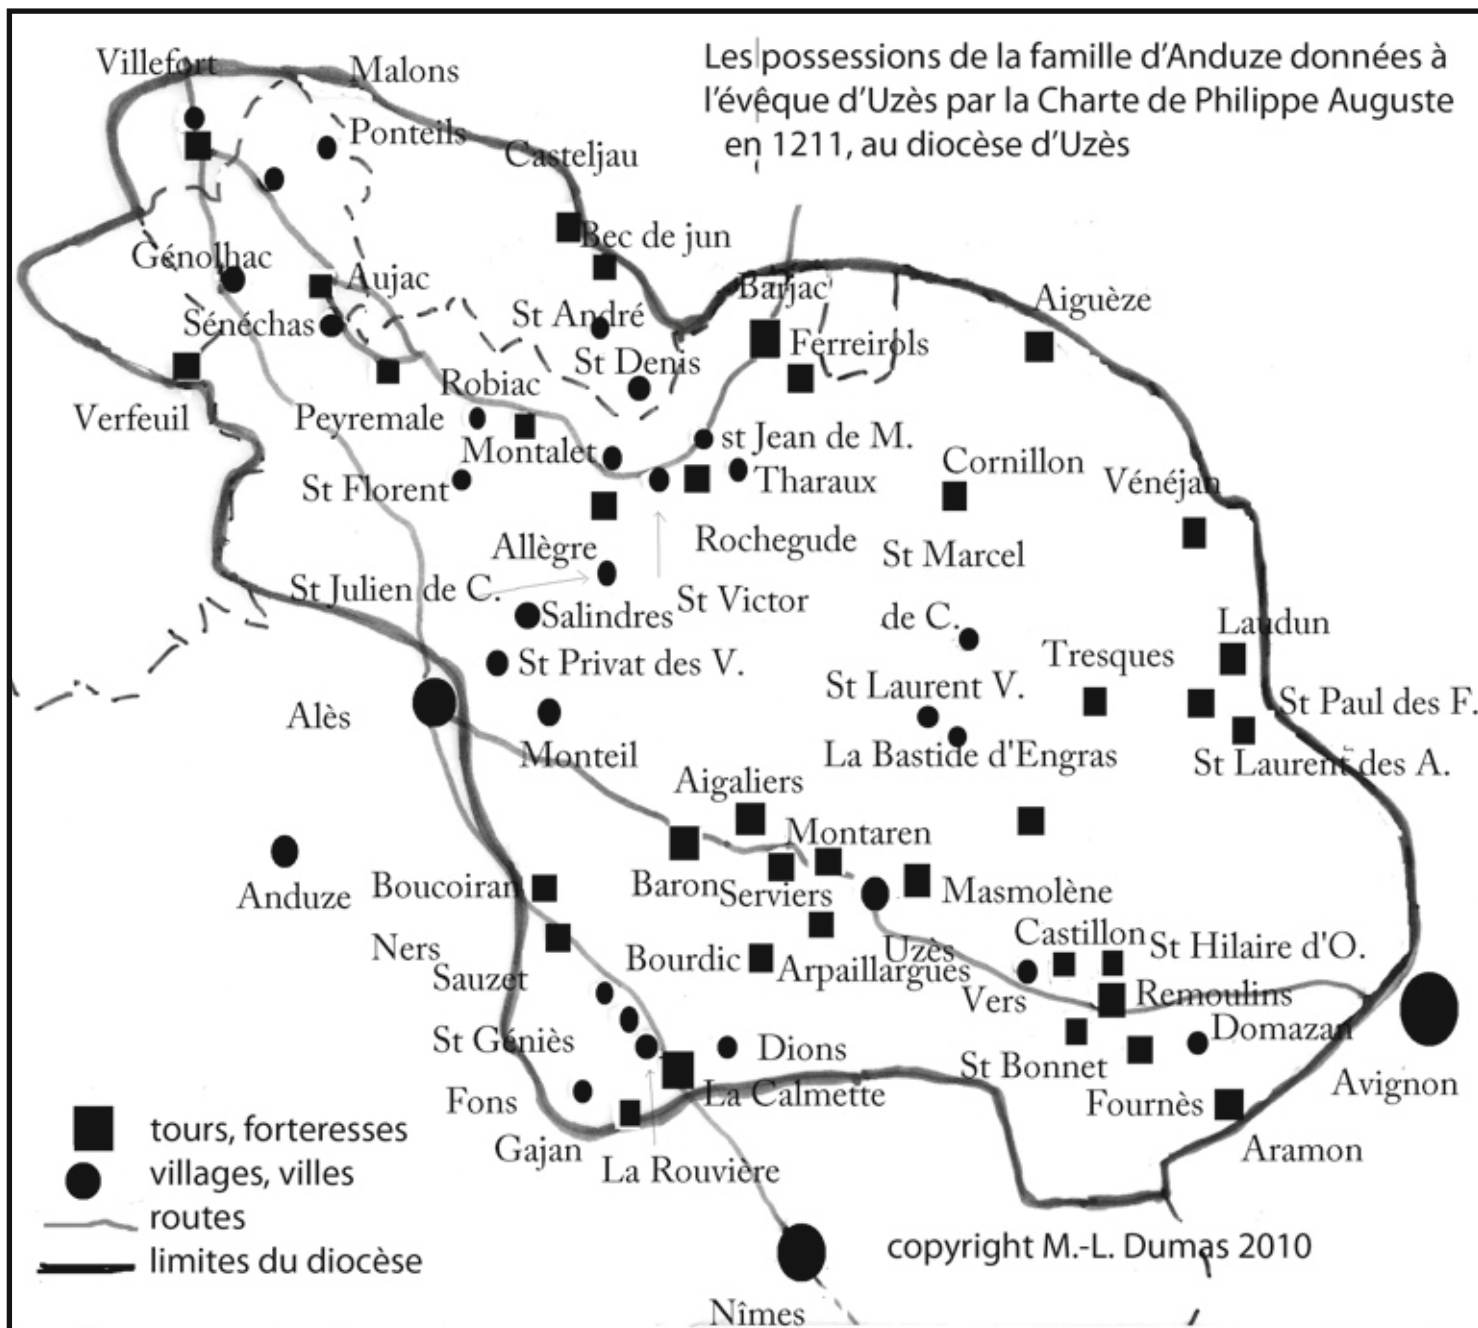 Les possessions de la famille d'Anduze données à
l'évêque d'Uzès par la Charte de Philippe Auguste
en 1211, au diocèse d'Uzès
Villefort
Malons
Ponteils
Casteljau
Bec de jun
Génolhac
Aujac
Barjac
Aiguèze
Sénéchas
St André
Ferreirols
St Denis
Robiac
Verfeuil
Peyremale
st Jean de M.
Montalet
Cornillon
Tharaux
Vénéjan
St Florent
Rochegude
Allègre
St Marcel
de C.
St Julien de C.
St Victor
Salindres
Laudun
St Privat des V.
Tresques
St Laurent V.
St Paul des F.
Alès
Monteil
La Bastide d'Engras
St Laurent des A.
Aigaliers
Montaren
Anduze
Boucoiran
Baron
Serviers
Masmolène
Ners
Castillon
St Hilaire d'O.
Uzès
Bourdic
Arpaillargues
Sauzet
Vers
Remoulins
Domazan
St Géniès
Dions
St Bonnet
Avignon
Fons
La Calmette
Fournès
Gajan
La Rouvière
Aramon
tours, forteresses
villages, villes
routes
limites du diocèse
copyright M.-L. Dumas 2010
Nîmes